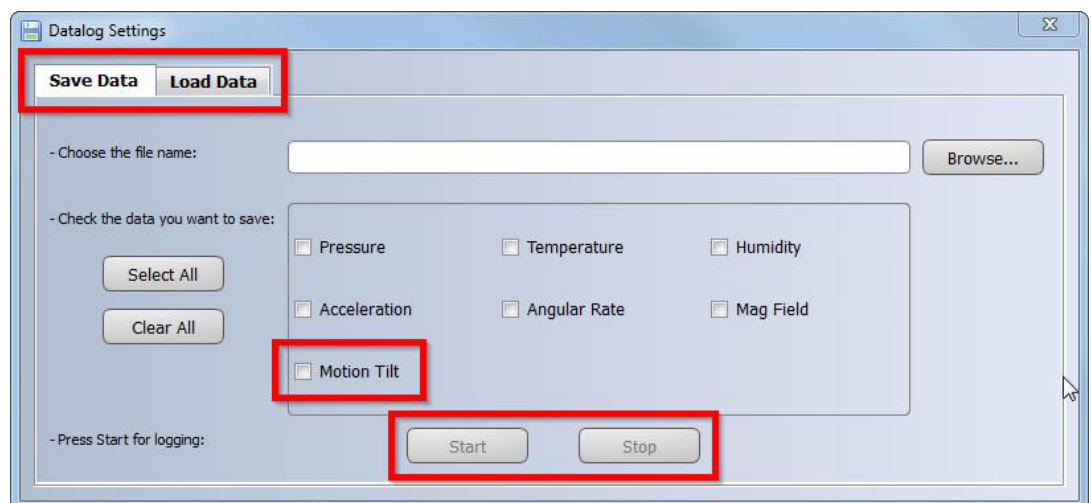 Datalog Settings
Save Data Load Data
- Choose the file name:
Browse...
- Check the data you want to save:
Select All
Clear All
Pressure Temperature Humidity
Acceleration Angular Rate Mag Field
Motion Tilt
- Press Start for logging:
Start Stop